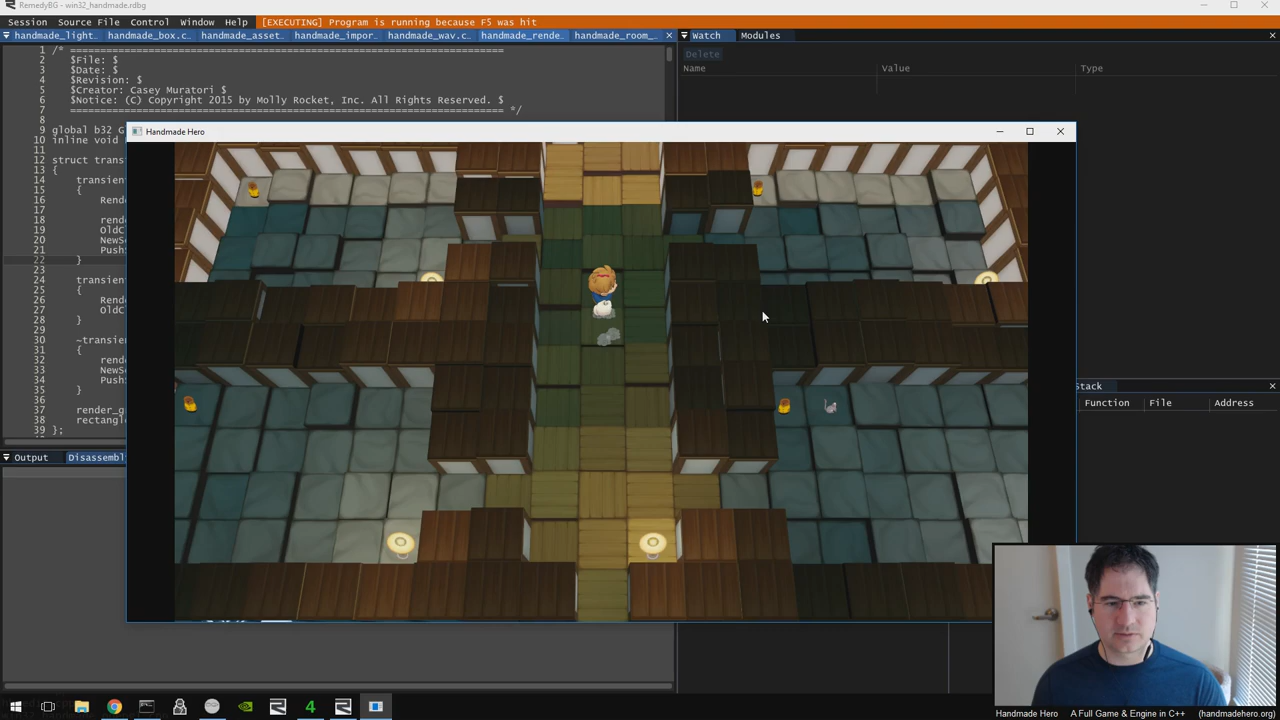 RemedyBG - win32_handmade.rdbg
Session Source File Control Window Help [EXECUTING] Program is running because F5 was hit
handmade_light.. handmade_box.c.. handmade_asset.. handmade_impor.. handmade_wav.c.. handmade_rende.. handmade_room_..
Watch Modules
Delete
Name Value Type
1 /* ========================================================================
2 $File: $
3 $Date: $
4 $Revision: $
5 $Creator: Casey Muratori $
6 $Notice: (C) Copyright 2015 by Molly Rocket, Inc. All Rights Reserved. $
7 ======================================================================== */
8
9 global b32 G
10 inline void
11
12 struct trans
13 {
14 transien
15 {
16 Ren
17
18 rende
19 OldC
20 NewS
21 Push
22 }
23
24 transien
25 {
26 Rend
27 OldC
28 }
29
30 ~transie
31 {
32 rend
33 NewS
34 Push
35 }
36
37 render_g
38 rectangl
39 };
Handmade Hero
Stack
Function File Address
Output Disassembl
Handmade Hero A Full Game & Engine in C++ (handmadehero.org)